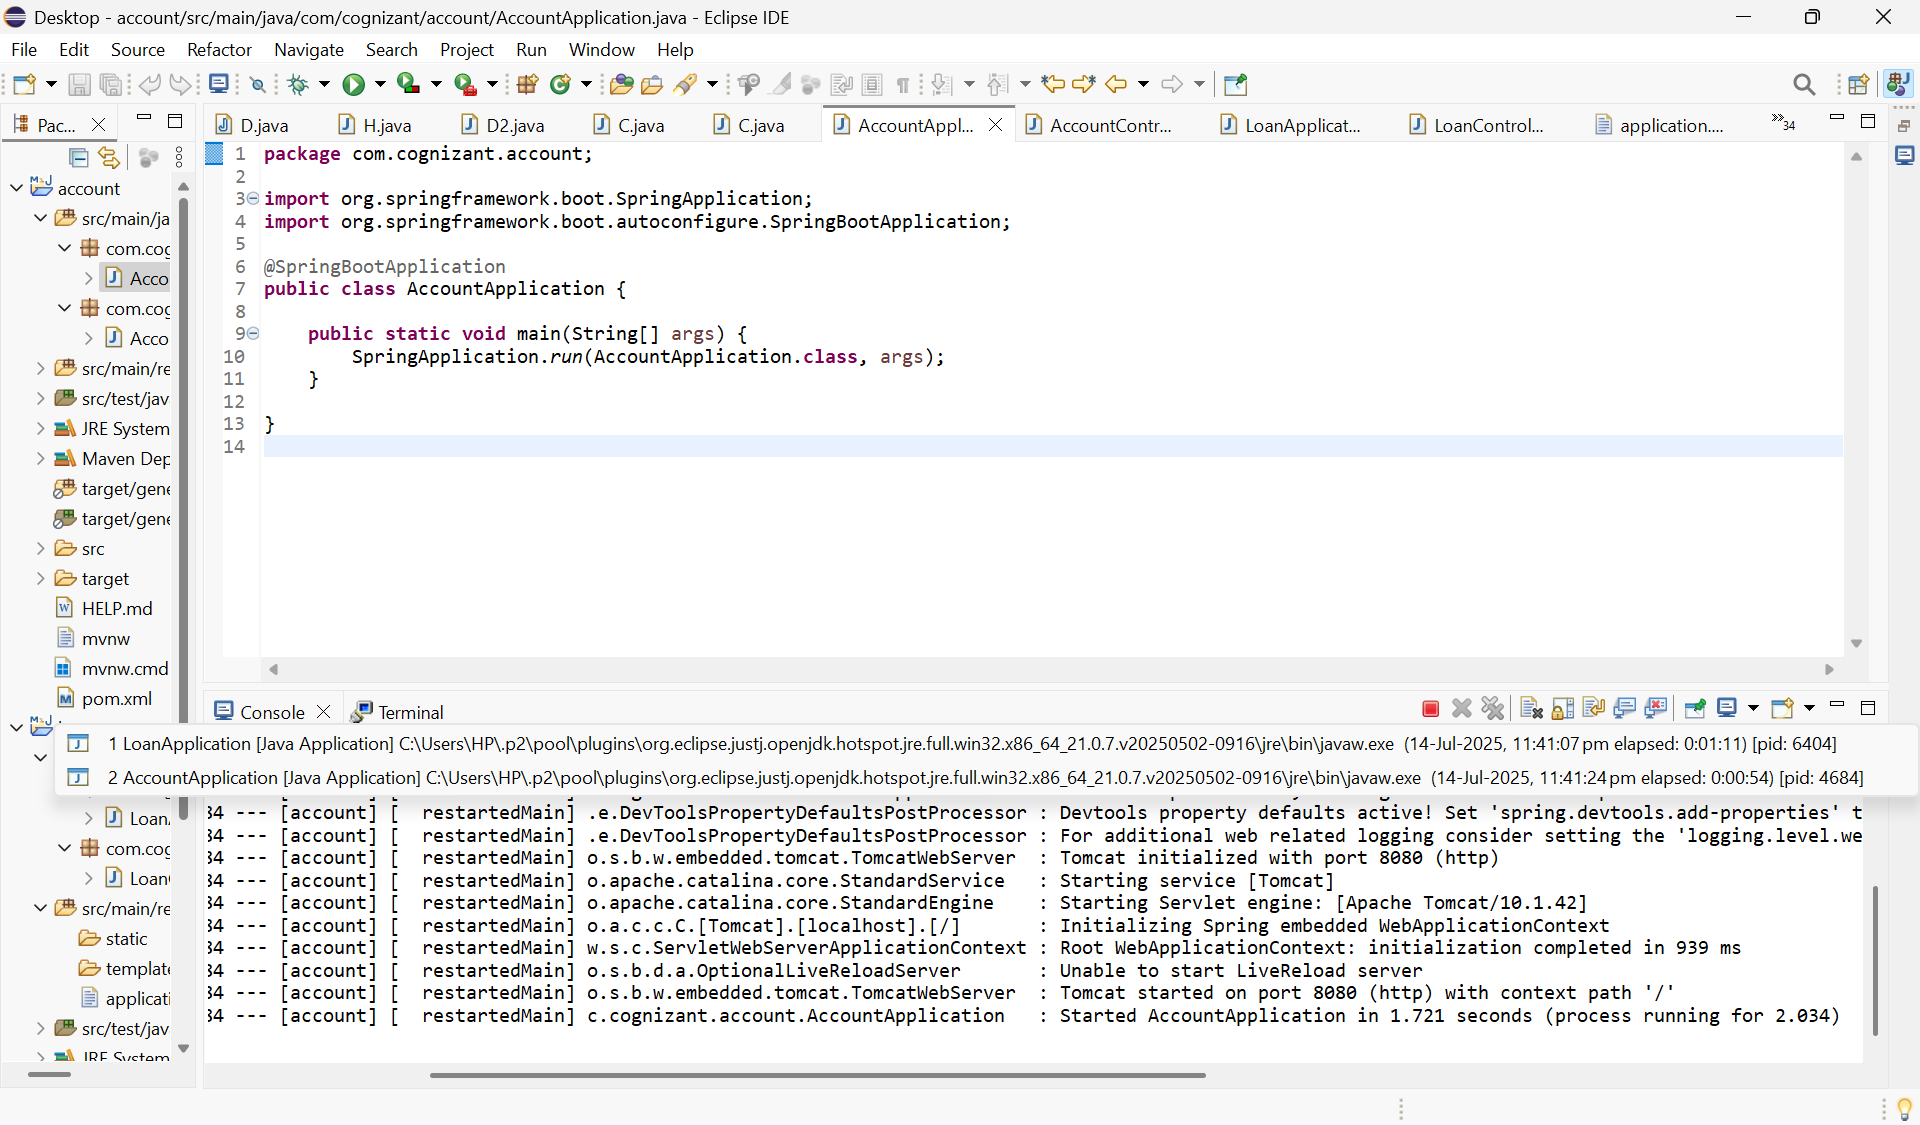 Desktop - account/src/main/java/com/cognizant/account/AccountApplication.java - Eclipse IDE
File Edit Source Refactor Navigate Search Project Run Window Help
Pac...
D.java H.java D2.java C.java C.java AccountAppl... AccountContr... LoanApplicat... LoanControl... application.... 34
account
src/main/ja
com.cog
Acco
com.cog
Acco
src/main/re
src/test/jav
JRE System
Maven Dep
target/gene
target/gene
src
target
HELP.md
mvnw
mvnw.cmd
pom.xml
1 package com.cognizant.account;
2
3 import org.springframework.boot.SpringApplication;
4 import org.springframework.boot.autoconfigure.SpringBootApplication;
5
6 @SpringBootApplication
7 public class AccountApplication {
8
9 public static void main(String[] args) {
10 SpringApplication.run(AccountApplication.class, args);
11 }
12
13 }
14
Console Terminal
1 LoanApplication [Java Application] C:\Users\HP\.p2\pool\plugins\org.eclipse.justj.openjdk.hotspot.jre.full.win32.x86_64_21.0.7.v20250502-0916\jre\bin\javaw.exe (14-Jul-2025, 11:41:07 pm elapsed: 0:01:11) [pid: 6404]
2 AccountApplication [Java Application] C:\Users\HP\.p2\pool\plugins\org.eclipse.justj.openjdk.hotspot.jre.full.win32.x86_64_21.0.7.v20250502-0916\jre\bin\javaw.exe (14-Jul-2025, 11:41:24 pm elapsed: 0:00:54) [pid: 4684]
Loan
com.cog
Loan
src/main/re
static
template
applicati
src/test/jav
JRE System
34 --- [account] [ restartedMain] .e.DevToolsPropertyDefaultsPostProcessor : Devtools property defaults active! Set 'spring.devtools.add-properties' t
34 --- [account] [ restartedMain] .e.DevToolsPropertyDefaultsPostProcessor : For additional web related logging consider setting the 'logging.level.we
34 --- [account] [ restartedMain] o.s.b.w.embedded.tomcat.TomcatWebServer : Tomcat initialized with port 8080 (http)
34 --- [account] [ restartedMain] o.apache.catalina.core.StandardService : Starting service [Tomcat]
34 --- [account] [ restartedMain] o.apache.catalina.core.StandardEngine : Starting Servlet engine: [Apache Tomcat/10.1.42]
34 --- [account] [ restartedMain] o.a.c.c.C.[Tomcat].[localhost].[/] : Initializing Spring embedded WebApplicationContext
34 --- [account] [ restartedMain] w.s.c.ServletWebServerApplicationContext : Root WebApplicationContext: initialization completed in 939 ms
34 --- [account] [ restartedMain] o.s.b.d.a.OptionalLiveReloadServer : Unable to start LiveReload server
34 --- [account] [ restartedMain] o.s.b.w.embedded.tomcat.TomcatWebServer : Tomcat started on port 8080 (http) with context path '/'
34 --- [account] [ restartedMain] c.cognizant.account.AccountApplication : Started AccountApplication in 1.721 seconds (process running for 2.034)